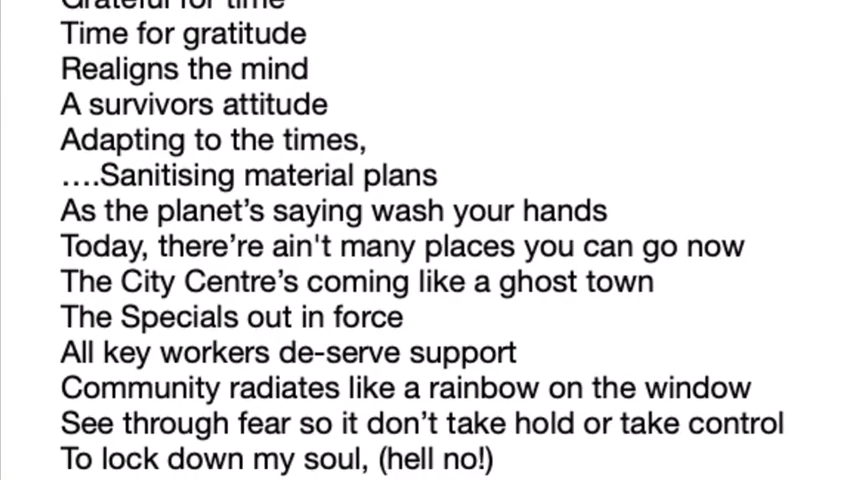 Grateful for time
Time for gratitude
Realigns the mind
A survivors attitude
Adapting to the times,
....Sanitising material plans
As the planet’s saying wash your hands
Today, there’re ain't many places you can go now
The City Centre’s coming like a ghost town
The Specials out in force
All key workers de-serve support
Community radiates like a rainbow on the window
See through fear so it don’t take hold or take control
To lock down my soul, (hell no!)